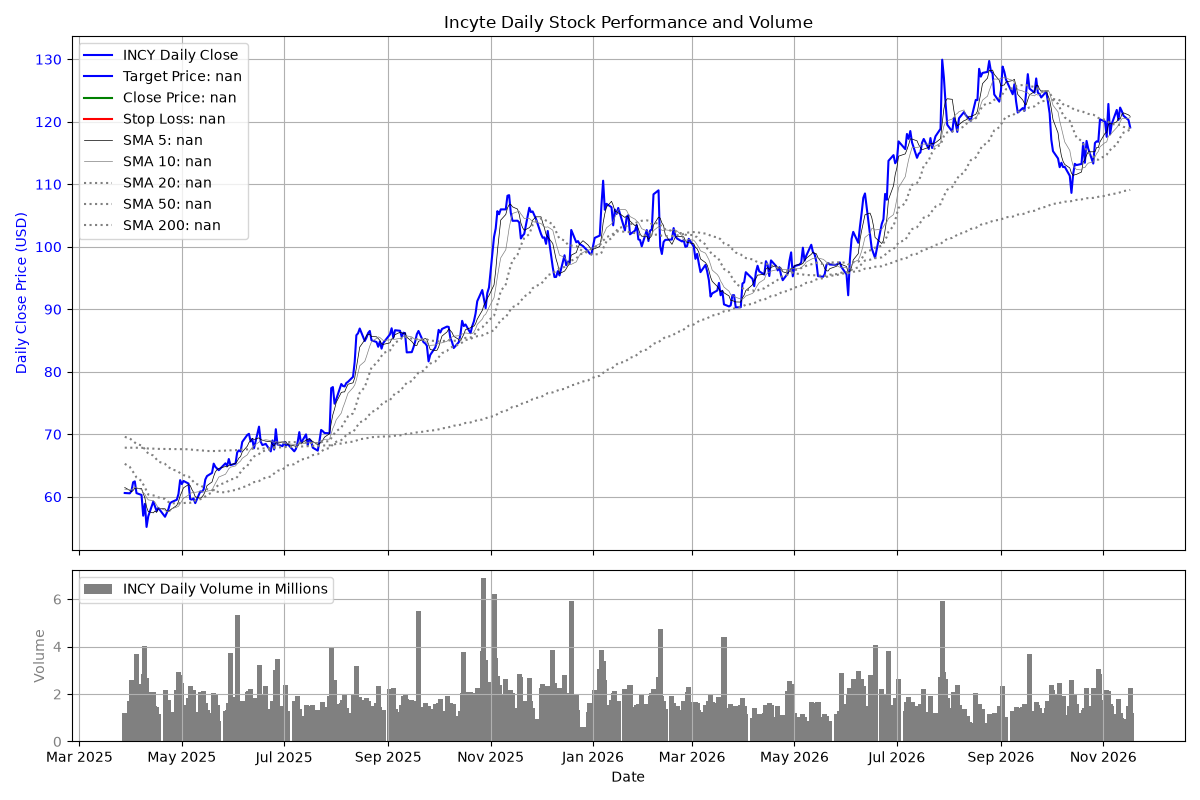 Incyte Daily Stock Performance and Volume
130
120
110
100
90
80
70
60
Daily Close Price (USD)
INCY Daily Close
Target Price: nan
Close Price: nan
Stop Loss: nan
SMA 5: nan
SMA 10: nan
SMA 20: nan
SMA 50: nan
SMA 200: nan
6
4
2
0
Volume
INCY Daily Volume in Millions
Mar 2025 May 2025 Jul 2025 Sep 2025 Nov 2025 Jan 2026 Mar 2026 May 2026 Jul 2026 Sep 2026 Nov 2026
Date